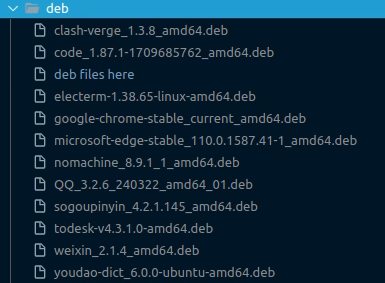 deb
clash-verge_1.3.8_amd64.deb
code_1.87.1-1709685762_amd64.deb
deb files here
electerm-1.38.65-linux-amd64.deb
google-chrome-stable_current_amd64.deb
microsoft-edge-stable_110.0.1587.41-1_amd64.deb
nomachine_8.9.1_1_amd64.deb
QQ_3.2.6_240322_amd64_01.deb
sogoupinyin_4.2.1.145_amd64.deb
todesk-v4.3.1.0-amd64.deb
weixin_2.1.4_amd64.deb
youdao-dict_6.0.0-ubuntu-amd64.deb